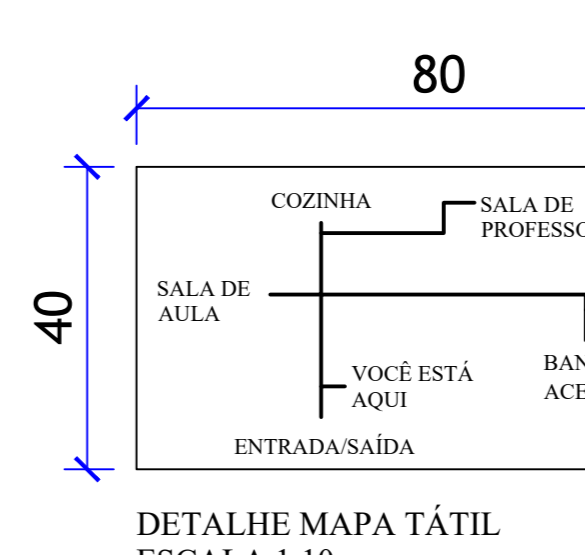 80
COZINHA
SALA DE
SALA DE
AULA
40
VOCÊ ESTÁ
AQUI
ENTRADA/SAÍDA
DETALHE MAPA TÁTIL